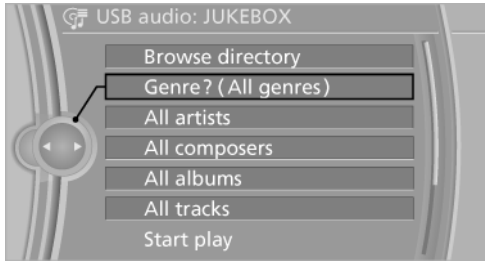 USB audio: JUKEBOX
Browse directory
Genre? (All genres)
All artists
All composers
All albums
All tracks
Start play